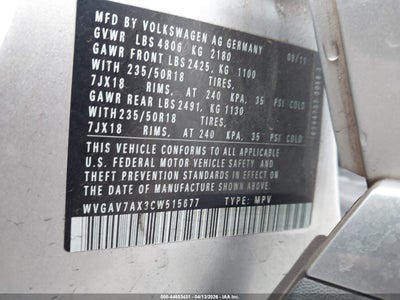 MFD BY VOLKSWAGEN AG GERMANY
GVWR LBS 4806 KG 2180
GAWR FRONT LBS 2425, KG 1100
WITH 235/50R18 TIRES,
7JX18 RIMS, AT 240 KPA, 35 PSI COLD
GAWR REAR LBS 2491, KG 1130
WITH 235/50R18 TIRES,
7JX18 RIMS, AT 240 KPA, 35 PSI COLD
THIS VEHICLE CONFORMS TO ALL APPLICABLE
U.S. FEDERAL MOTOR VEHICLE SAFETY AND
THEFT PREVENTION STANDARDS IN EFFECT
ON THE DATE OF MANUFACTURE SHOWN ABOVE
WVGAV7AX3CW515677 TYPE: MPV
000-44653431 - 04/13/2026 -